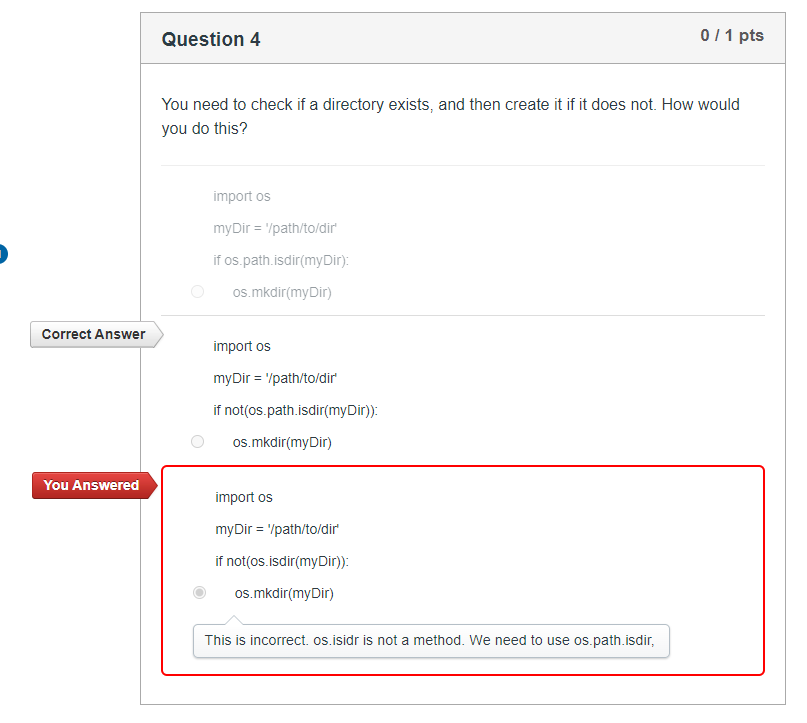 Question 4
0 / 1 pts
You need to check if a directory exists, and then create it if it does not. How would
you do this?
import os
myDir = '/path/to/dir'
if os.path.isdir(myDir):
os.mkdir(myDir)
Correct Answer
import os
myDir = '/path/to/dir'
if not(os.path.isdir(myDir)):
os.mkdir(myDir)
You Answered
import os
myDir = '/path/to/dir'
if not(os.isdir(myDir)):
os.mkdir(myDir)
This is incorrect. os.isidr is not a method. We need to use os.path.isdir,